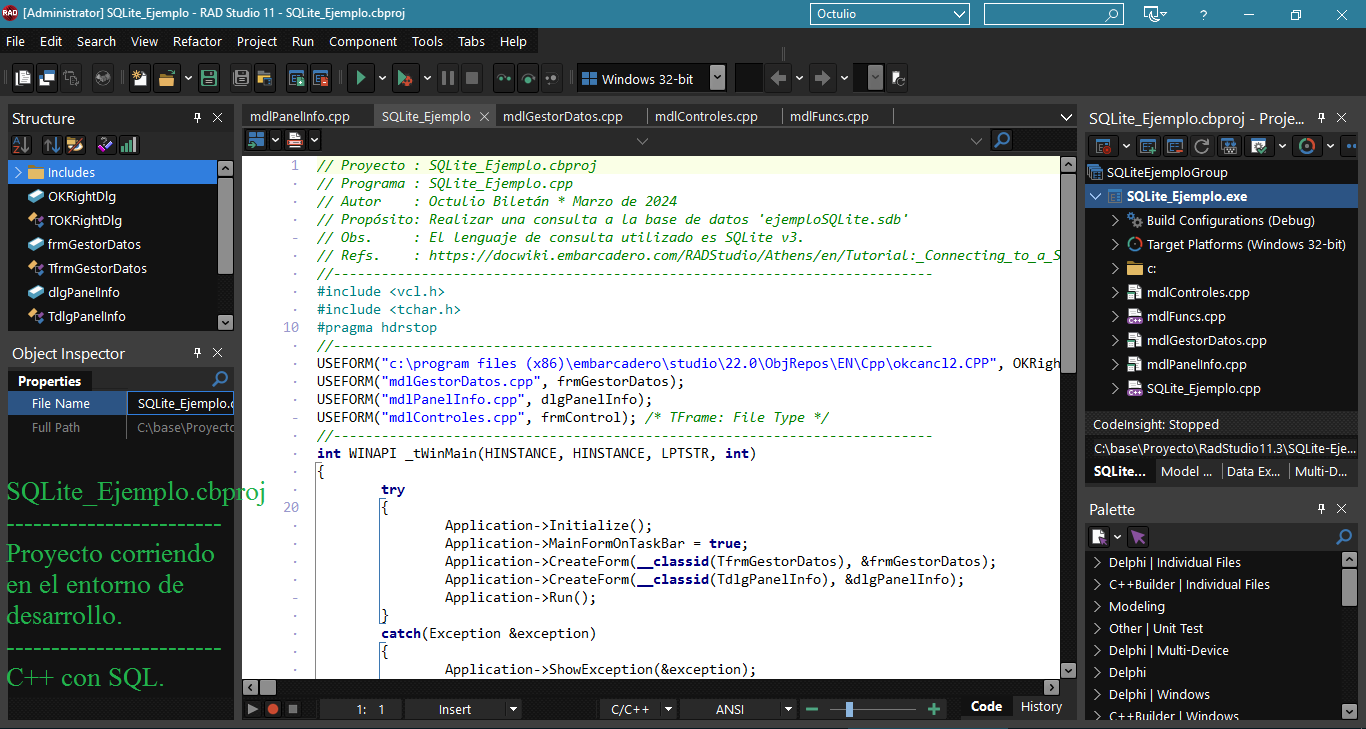 [Administrator] SQLite_Ejemplo - RAD Studio 11 - SQLite_Ejemplo.cbproj
Octulio
?
File Edit Search View Refactor Project Run Component Tools Tabs Help
Windows 32-bit
Structure
Includes
OKRightDlg
TOKRightDlg
frmGestorDatos
TfrmGestorDatos
dlgPanelInfo
TdlgPanelInfo
Object Inspector
Properties
File Name SQLite_Ejemplo.c
Full Path C:\base\Proyecto
SQLite_Ejemplo.cbproj
------------------------
Proyecto corriendo
en el entorno de
desarrollo.
------------------------
C++ con SQL.
mdlPanelInfo.cpp SQLite_Ejemplo mdlGestorDatos.cpp mdlControles.cpp mdlFuncs.cpp
1 // Proyecto : SQLite_Ejemplo.cbproj
// Programa : SQLite_Ejemplo.cpp
// Autor    : Octulio Biletán * Marzo de 2024
// Propósito: Realizar una consulta a la base de datos 'ejemploSQLite.sdb'
// Obs.     : El lenguaje de consulta utilizado es SQLite v3.
// Refs.    : https://docwiki.embarcadero.com/RADStudio/Athens/en/Tutorial:_Connecting_to_a_S
//---------------------------------------------------------------------------
#include <vcl.h>
#include <tchar.h>
10 #pragma hdrstop
//---------------------------------------------------------------------------
USEFORM("c:\program files (x86)\embarcadero\studio\22.0\ObjRepos\EN\Cpp\okcancl2.CPP", OKRigh
USEFORM("mdlGestorDatos.cpp", frmGestorDatos);
USEFORM("mdlPanelInfo.cpp", dlgPanelInfo);
USEFORM("mdlControles.cpp", frmControl); /* TFrame: File Type */
//---------------------------------------------------------------------------
int WINAPI _tWinMain(HINSTANCE, HINSTANCE, LPTSTR, int)
{
try
20 {
Application->Initialize();
Application->MainFormOnTaskBar = true;
Application->CreateForm(__classid(TfrmGestorDatos), &frmGestorDatos);
Application->CreateForm(__classid(TdlgPanelInfo), &dlgPanelInfo);
Application->Run();
}
catch(Exception &exception)
{
Application->ShowException(&exception);
1: 1 Insert C/C++ ANSI Code History
SQLite_Ejemplo.cbproj - Proje...
SQLiteEjemploGroup
SQLite_Ejemplo.exe
Build Configurations (Debug)
Target Platforms (Windows 32-bit)
c:
mdlControles.cpp
mdlFuncs.cpp
mdlGestorDatos.cpp
mdlPanelInfo.cpp
SQLite_Ejemplo.cpp
CodeInsight: Stopped
C:\base\Proyecto\RadStudio11.3\SQLite-Eje...
SQLite... Model ... Data Ex... Multi-D...
Palette
Delphi | Individual Files
C++Builder | Individual Files
Modeling
Other | Unit Test
Delphi | Multi-Device
Delphi
Delphi | Windows
C++Builder | Windows